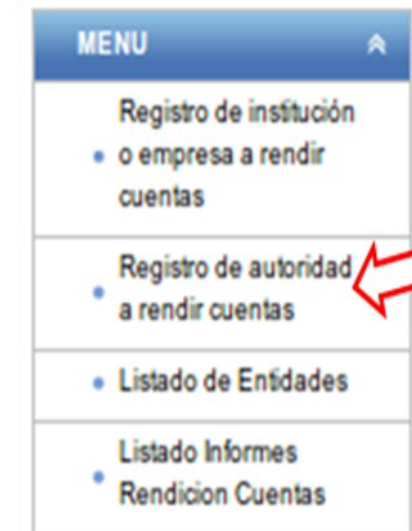 MENU
Registro de institución
o empresa a rendir
cuentas
Registro de autoridad
a rendir cuentas
Listado de Entidades
Listado Informes
Rendicion Cuentas